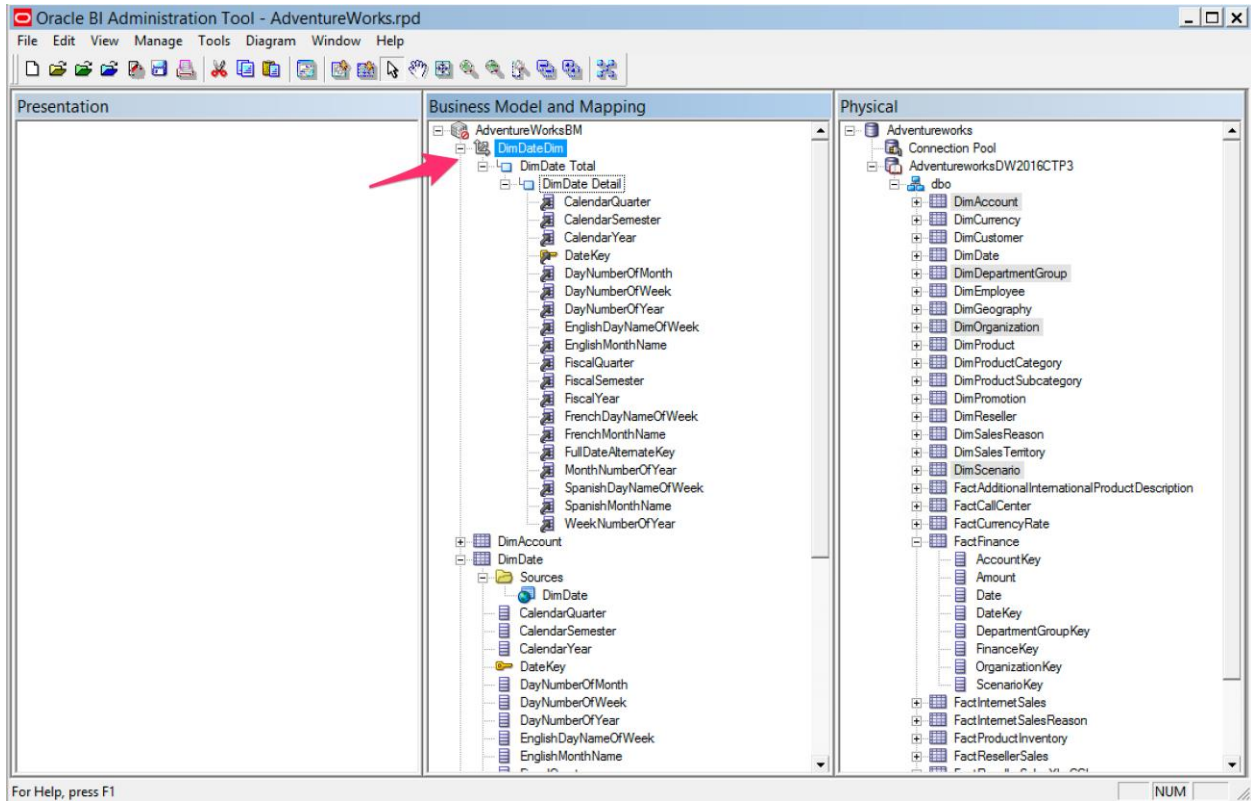 Oracle BI Administration Tool - AdventureWorks.rpd
File Edit View Manage Tools Diagram Window Help
Presentation
Business Model and Mapping
AdventureWorksBM
DimDateDim
DimDate Total
DimDate Detail
CalendarQuarter
CalendarSemester
CalendarYear
DateKey
DayNumberOfMonth
DayNumberOfWeek
DayNumberOfYear
EnglishDayNameOfWeek
EnglishMonthName
FiscalQuarter
FiscalSemester
FiscalYear
FrenchDayNameOfWeek
FrenchMonthName
FullDateAlternateKey
MonthNumberOfYear
SpanishDayNameOfWeek
SpanishMonthName
WeekNumberOfYear
DimAccount
DimDate
Sources
DimDate
CalendarQuarter
CalendarSemester
CalendarYear
DateKey
DayNumberOfMonth
DayNumberOfWeek
DayNumberOfYear
EnglishDayNameOfWeek
EnglishMonthName
Physical
Adventureworks
Connection Pool
AdventureworksDW2016CTP3
dbo
DimAccount
DimCurrency
DimCustomer
DimDate
DimDepartmentGroup
DimEmployee
DimGeography
DimOrganization
DimProduct
DimProductCategory
DimProductSubcategory
DimPromotion
DimReseller
DimSalesReason
DimSalesTerritory
DimScenario
FactAdditionalInternationalProductDescription
FactCallCenter
FactCurrencyRate
FactFinance
AccountKey
Amount
Date
DateKey
DepartmentGroupKey
FinanceKey
OrganizationKey
ScenarioKey
FactInternetSales
FactInternetSalesReason
FactProductInventory
FactResellerSales
For Help, press F1
NUM